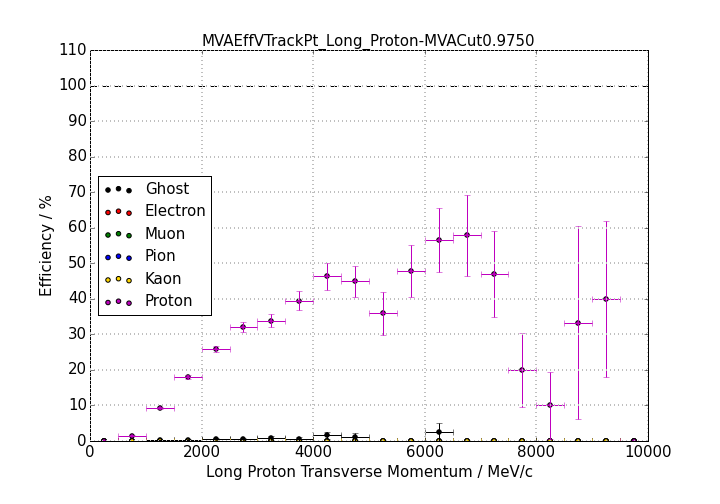 MVAEffVTrackPt_Long_Proton-MVACut0.9750
110
100
90
80
70
60
50
40
30
20
10
0
Efficiency / %
Ghost
Electron
Muon
Pion
Kaon
Proton
0 2000 4000 6000 8000 10000
Long Proton Transverse Momentum / MeV/c